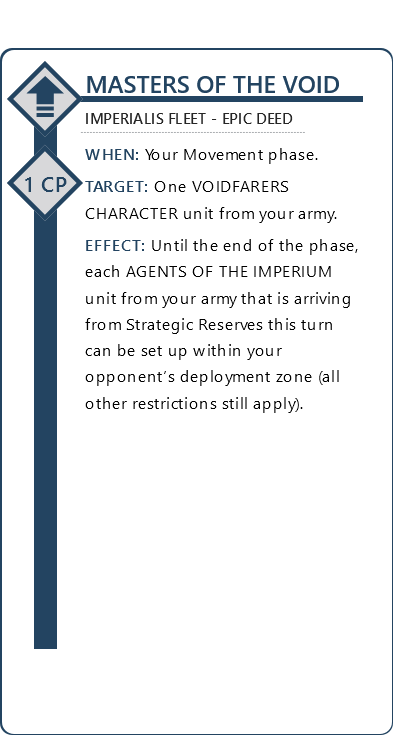 MASTERS OF THE VOID
IMPERIALIS FLEET - EPIC DEED
WHEN: Your Movement phase.
1 CP
TARGET: One VOIDFARERS
CHARACTER unit from your army.
EFFECT: Until the end of the phase,
each AGENTS OF THE IMPERIUM
unit from your army that is arriving
from Strategic Reserves this turn
can be set up within your
opponent's deployment zone (all
other restrictions still apply).